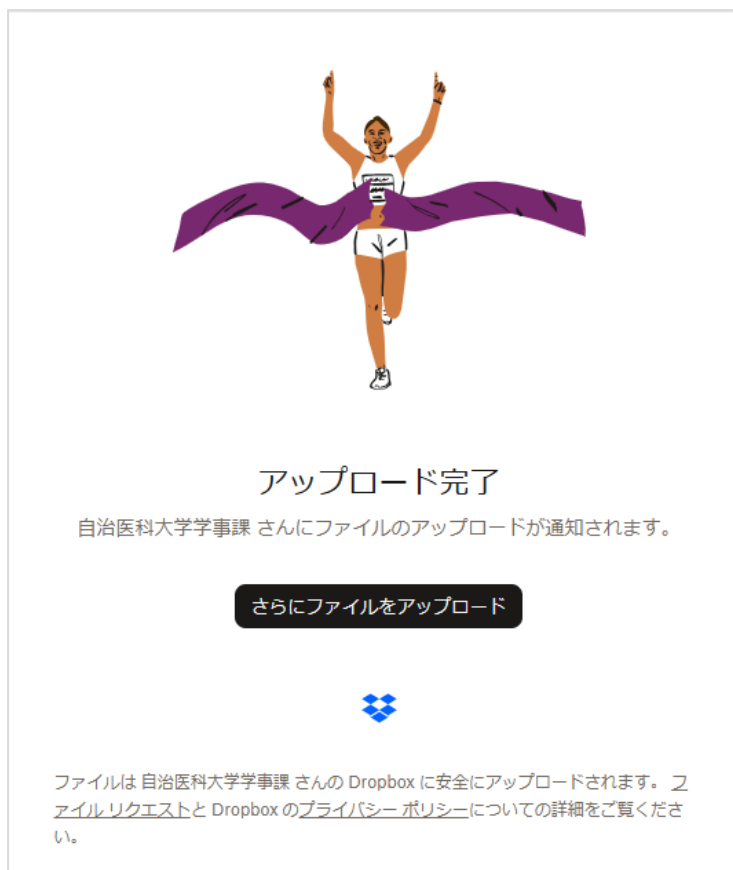 アップロード完了
自治医科大学学事課 さんにファイルのアップロードが通知されます。
さらにファイルをアップロード
ファイルは 自治医科大学学事課 さんの Dropbox に安全にアップロードされます。 フ
ァイル リクエストと Dropbox のプライバシー ポリシーについての詳細をご覧くださ
い。